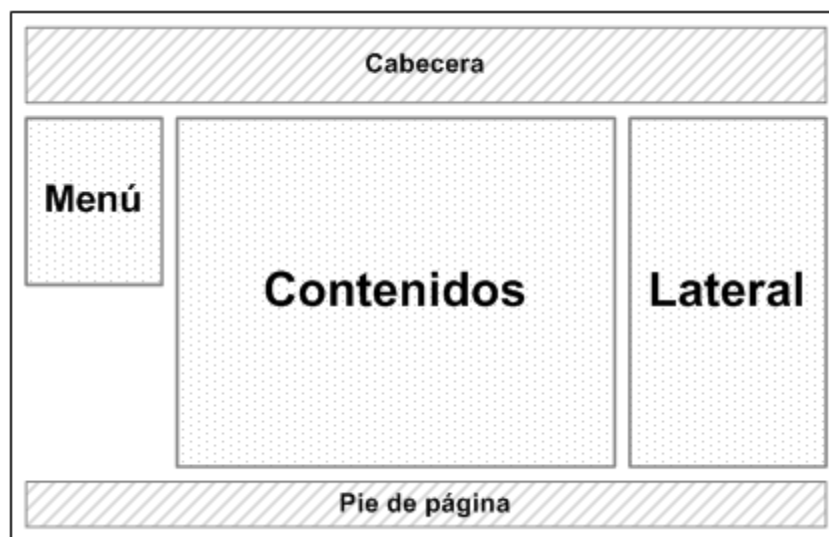 Cabecera
Menú
Contenidos
Lateral
Pie de página